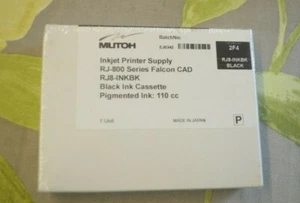 MUTOH
BatchNo.
2F4
RJ8-INKBK
BLACK
Inkjet Printer Supply
RJ-800 Series Falcon CAD
RJ8-INKBK
Black Ink Cassette
Pigmented Ink: 110 cc
MADE IN JAPAN
P